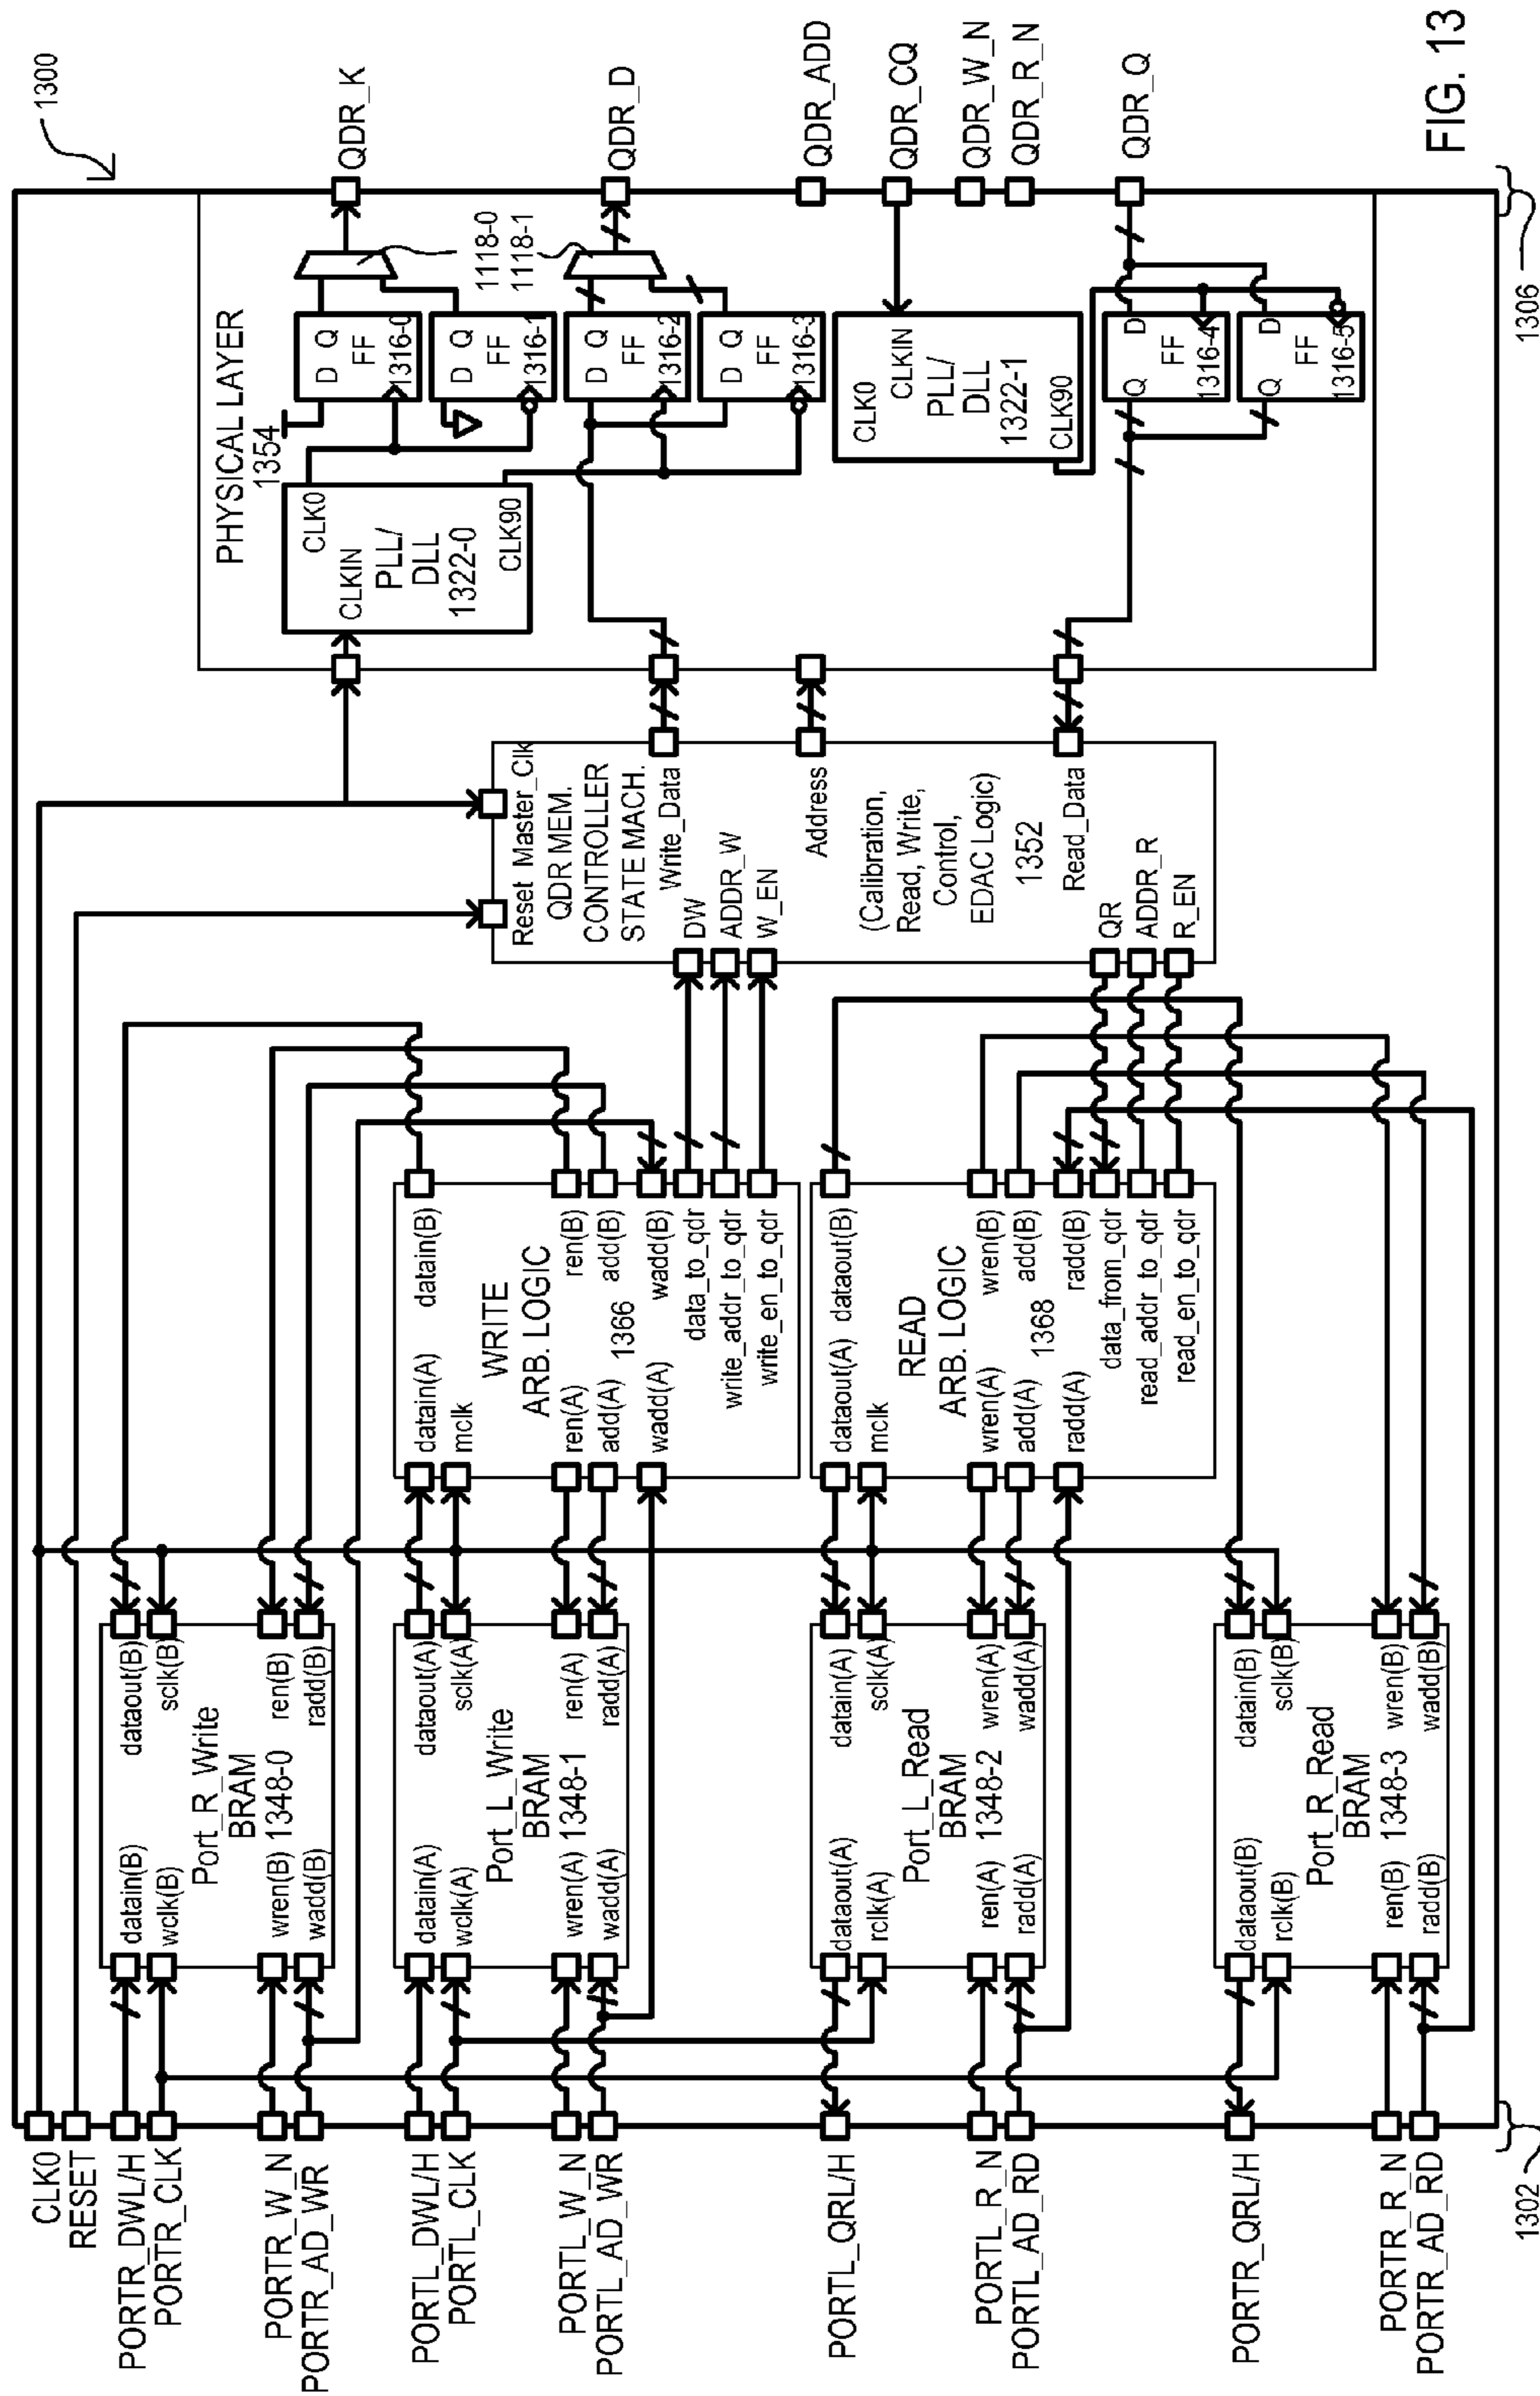 1300
CLK0
RESET
PORTR_DWL/H
PORTR_CLK
PORTR_W_N
PORTR_AD_WR
PORTL_DWL/H
PORTL_CLK
PORTL_W_N
PORTL_AD_WR
PORTL_QRL/H
PORTL_R_N
PORTL_AD_RD
PORTR_QRL/H
PORTR_R_N
PORTR_AD_RD
1302
datain(B)
wclk(B)
Port_R_Write
BRAM
wren(B) 1348-0
wadd(B)
dataout(B)
sclk(B)
ren(B)
radd(B)
datain(A)
wclk(A)
Port_L_Write
BRAM
wren(A) 1348-1
wadd(A)
dataout(A)
sclk(A)
ren(A)
radd(A)
dataout(A)
rclk(A)
Port_L_Read
BRAM
ren(A) 1348-2
radd(A)
datain(A)
sclk(A)
wren(A)
wadd(A)
dataout(B)
rclk(B)
Port_R_Read
BRAM
ren(B) 1348-3
radd(B)
datain(B)
sclk(B)
wren(B)
wadd(B)
datain(A)
mclk
WRITE
ARB. LOGIC
ren(A)
add(A) 1366
wadd(A)
datain(B)
ren(B)
add(B)
wadd(B)
data_to_qdr
write_addr_to_qdr
write_en_to_qdr
dataout(A) dataout(B)
mclk
READ
ARB. LOGIC
wren(A)
add(A) 1368
radd(A)
wren(B)
add(B)
radd(B)
data_from_qdr
read_addr_to_qdr
read_en_to_qdr
Reset Master_Clk
QDR MEM.
CONTROLLER
STATE MACH.
Write_Data
DW
ADDR_W
W_EN
Address
(Calibration,
Read, Write,
Control,
EDAC Logic)
1352
Read_Data
QR
ADDR_R
R_EN
PHYSICAL LAYER
1354
CLK0
CLKIN
PLL/
DLL
1322-0
CLK90
D Q
FF
1316-0
D Q
FF
1316-1
D Q
FF
1316-2
D Q
FF
1316-3
1118-0
1118-1
CLK0
CLKIN
PLL/
DLL
1322-1
CLK90
Q D
FF
1316-4
Q D
FF
1316-5
QDR_K
QDR_D
QDR_ADD
QDR_CQ
QDR_W_N
QDR_R_N
QDR_Q
1306
FIG. 13